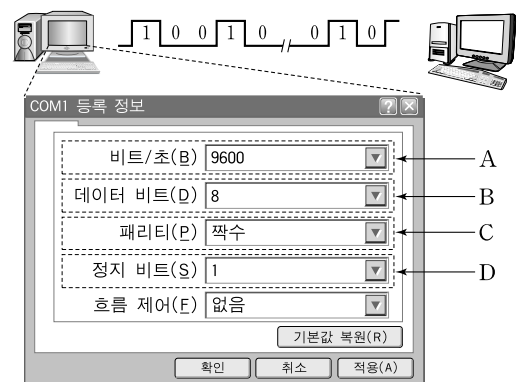 1 0 0 1 0 0 1 0
COM1 등록 정보
비트/초(B) 9600 A
데이터 비트(D) 8 B
패리티(P) 짝수 C
정지 비트(S) 1 D
흐름 제어(F) 없음
기본값 복원(R)
확인 취소 적용(A)